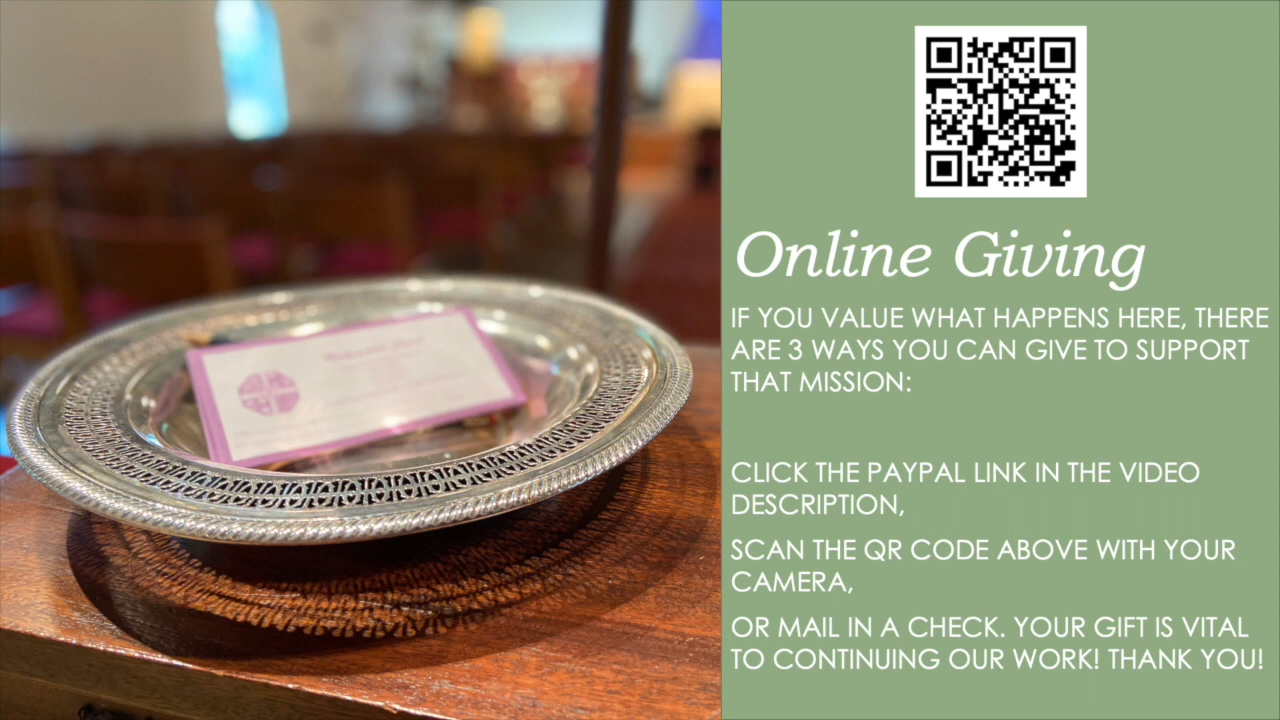 Online Giving
IF YOU VALUE WHAT HAPPENS HERE, THERE
ARE 3 WAYS YOU CAN GIVE TO SUPPORT
THAT MISSION:
CLICK THE PAYPAL LINK IN THE VIDEO
DESCRIPTION,
SCAN THE QR CODE ABOVE WITH YOUR
CAMERA,
OR MAIL IN A CHECK. YOUR GIFT IS VITAL
TO CONTINUING OUR WORK! THANK YOU!